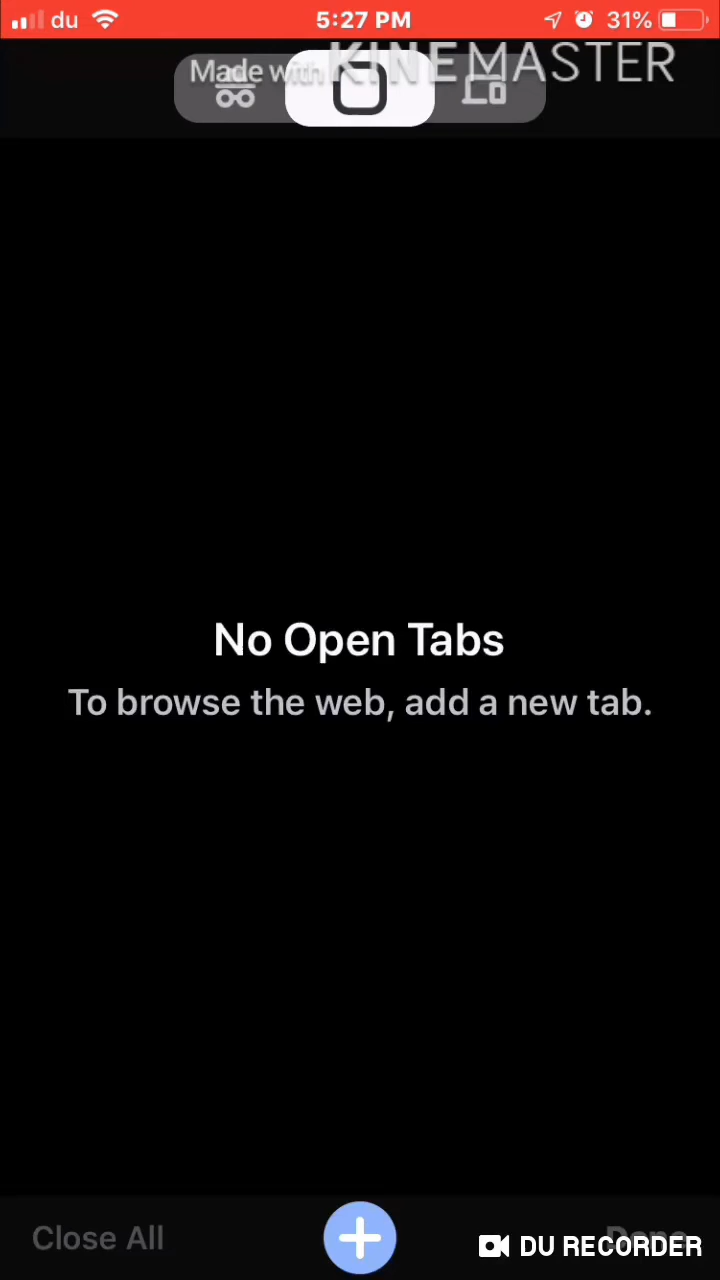 du 5:27 PM 31%
Made with KINEMASTER
No Open Tabs
To browse the web, add a new tab.
Close All Done
DU RECORDER